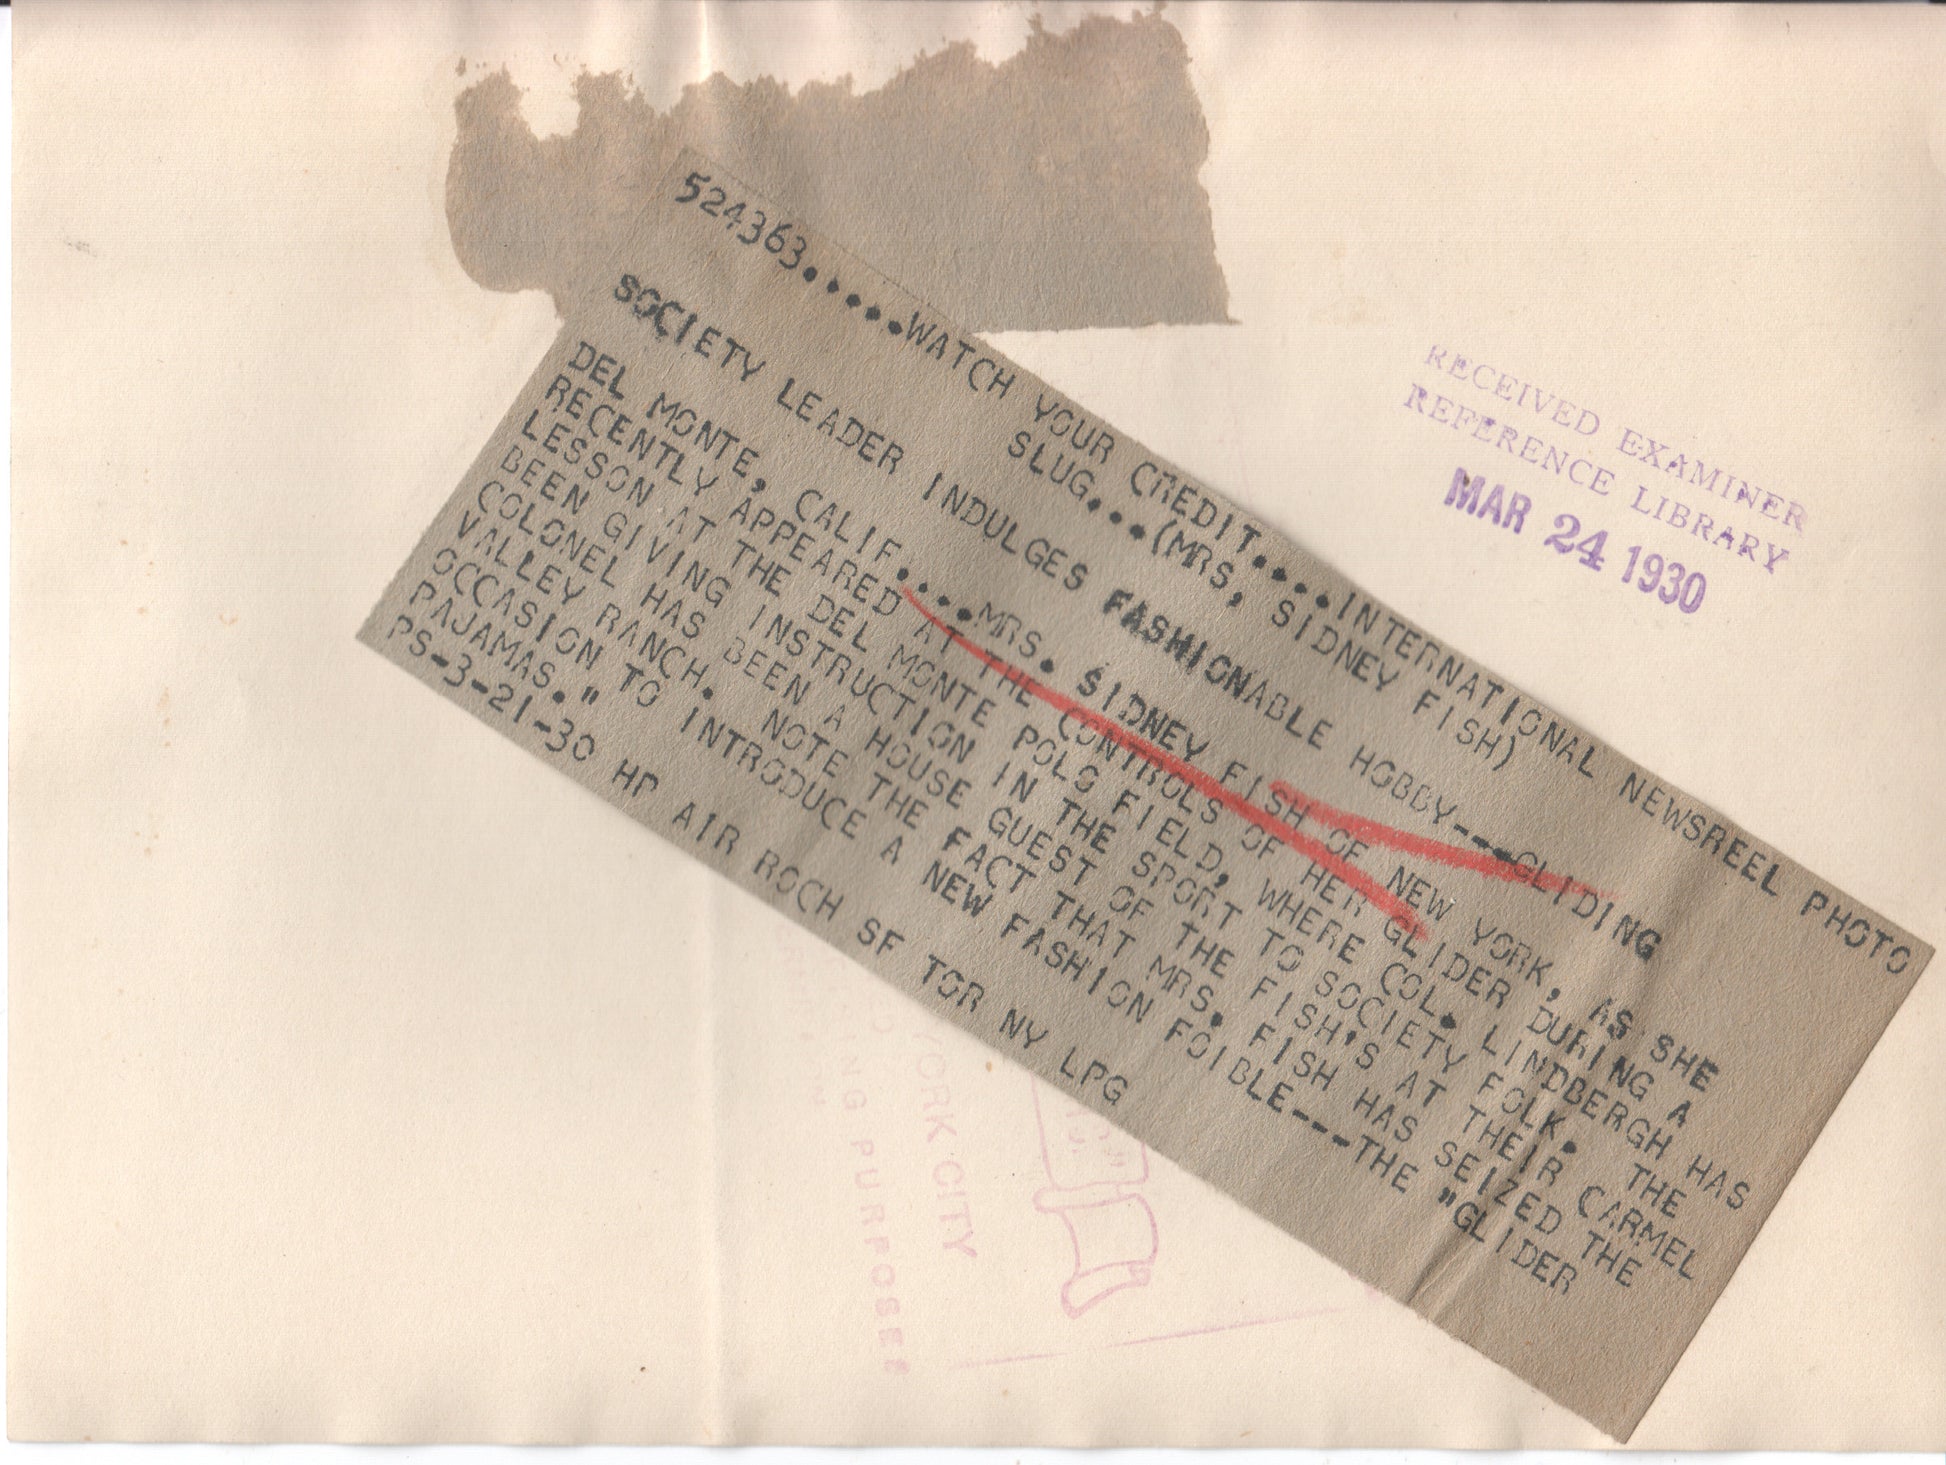 524363.....WATCH YOUR CREDIT....INTERNATIONAL NEWSREEL PHOTO
SLUG...(MRS, SIDNEY FISH)
SOCIETY LEADER INDULGES FASHIONABLE HOBBY---GLIDING
DEL MONTE, CALIF....MRS. SIDNEY FISH OF NEW YORK, AS SHE
RECENTLY APPEARED AT THE CONTROLS OF HER GLIDER DURING A
LESSON AT THE DEL MONTE POLO FIELD, WHERE COL. LINDBERGH HAS
BEEN GIVING INSTRUCTION IN THE SPORT TO SOCIETY FOLK. THE
COLONEL HAS BEEN A HOUSE GUEST OF THE FISH'S AT THEIR CARMEL
VALLEY RANCH. NOTE THE FACT THAT MRS. FISH HAS SEIZED THE
OCCASION TO INTRODUCE A NEW FASHION FOIBLE---THE "GLIDER
PAJAMAS."
PS-3-21-30 HP AIR ROCH SF TOR NY LPG
RECEIVED EXAMINER
REFERENCE LIBRARY
MAR 24 1930
YORK CITY
PURPOSES